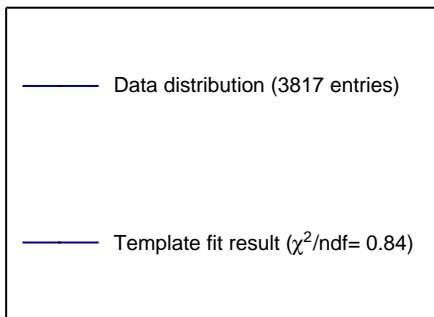 Data distribution (3817 entries)
Template fit result (χ²/ndf= 0.84)